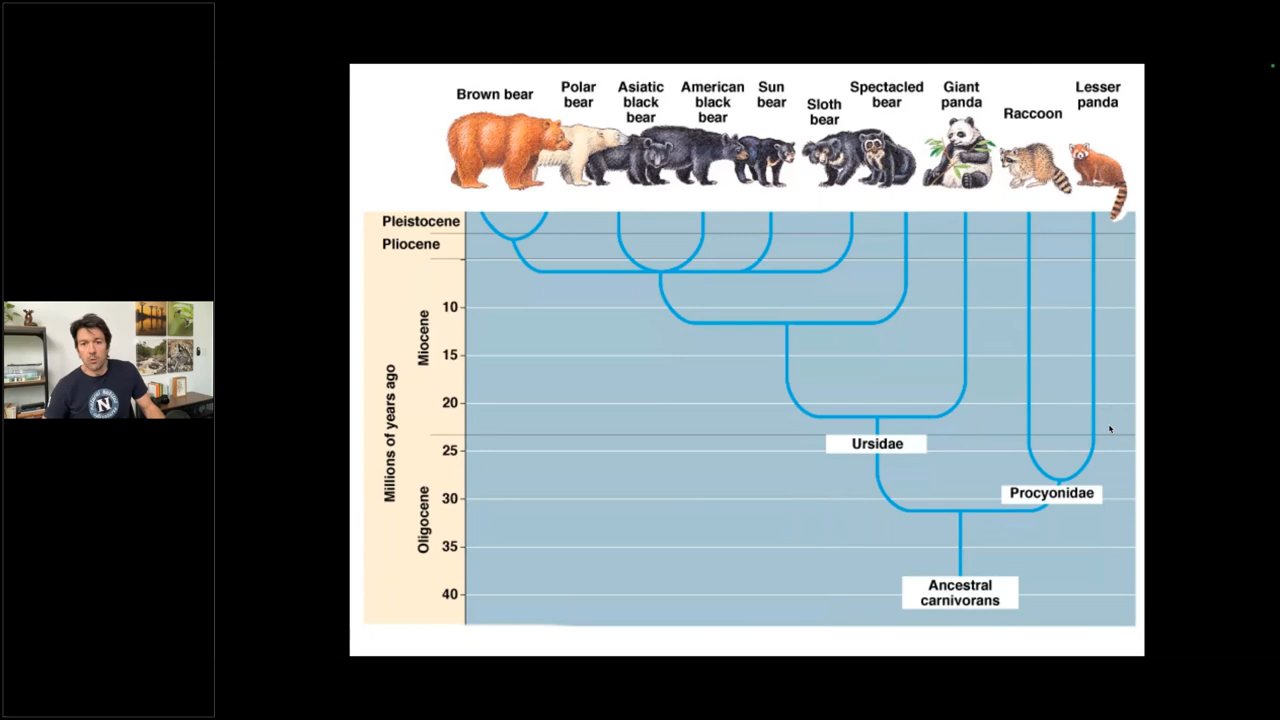 Brown bear
Polar
bear
Asiatic
black
bear
American
black
bear
Sun
bear
Sloth
bear
Spectacled
bear
Giant
panda
Raccoon
Lesser
panda
Pleistocene
Pliocene
Miocene
Oligocene
Millions of years ago
10
15
20
25
30
35
40
Ursidae
Procyonidae
Ancestral
carnivorans
N